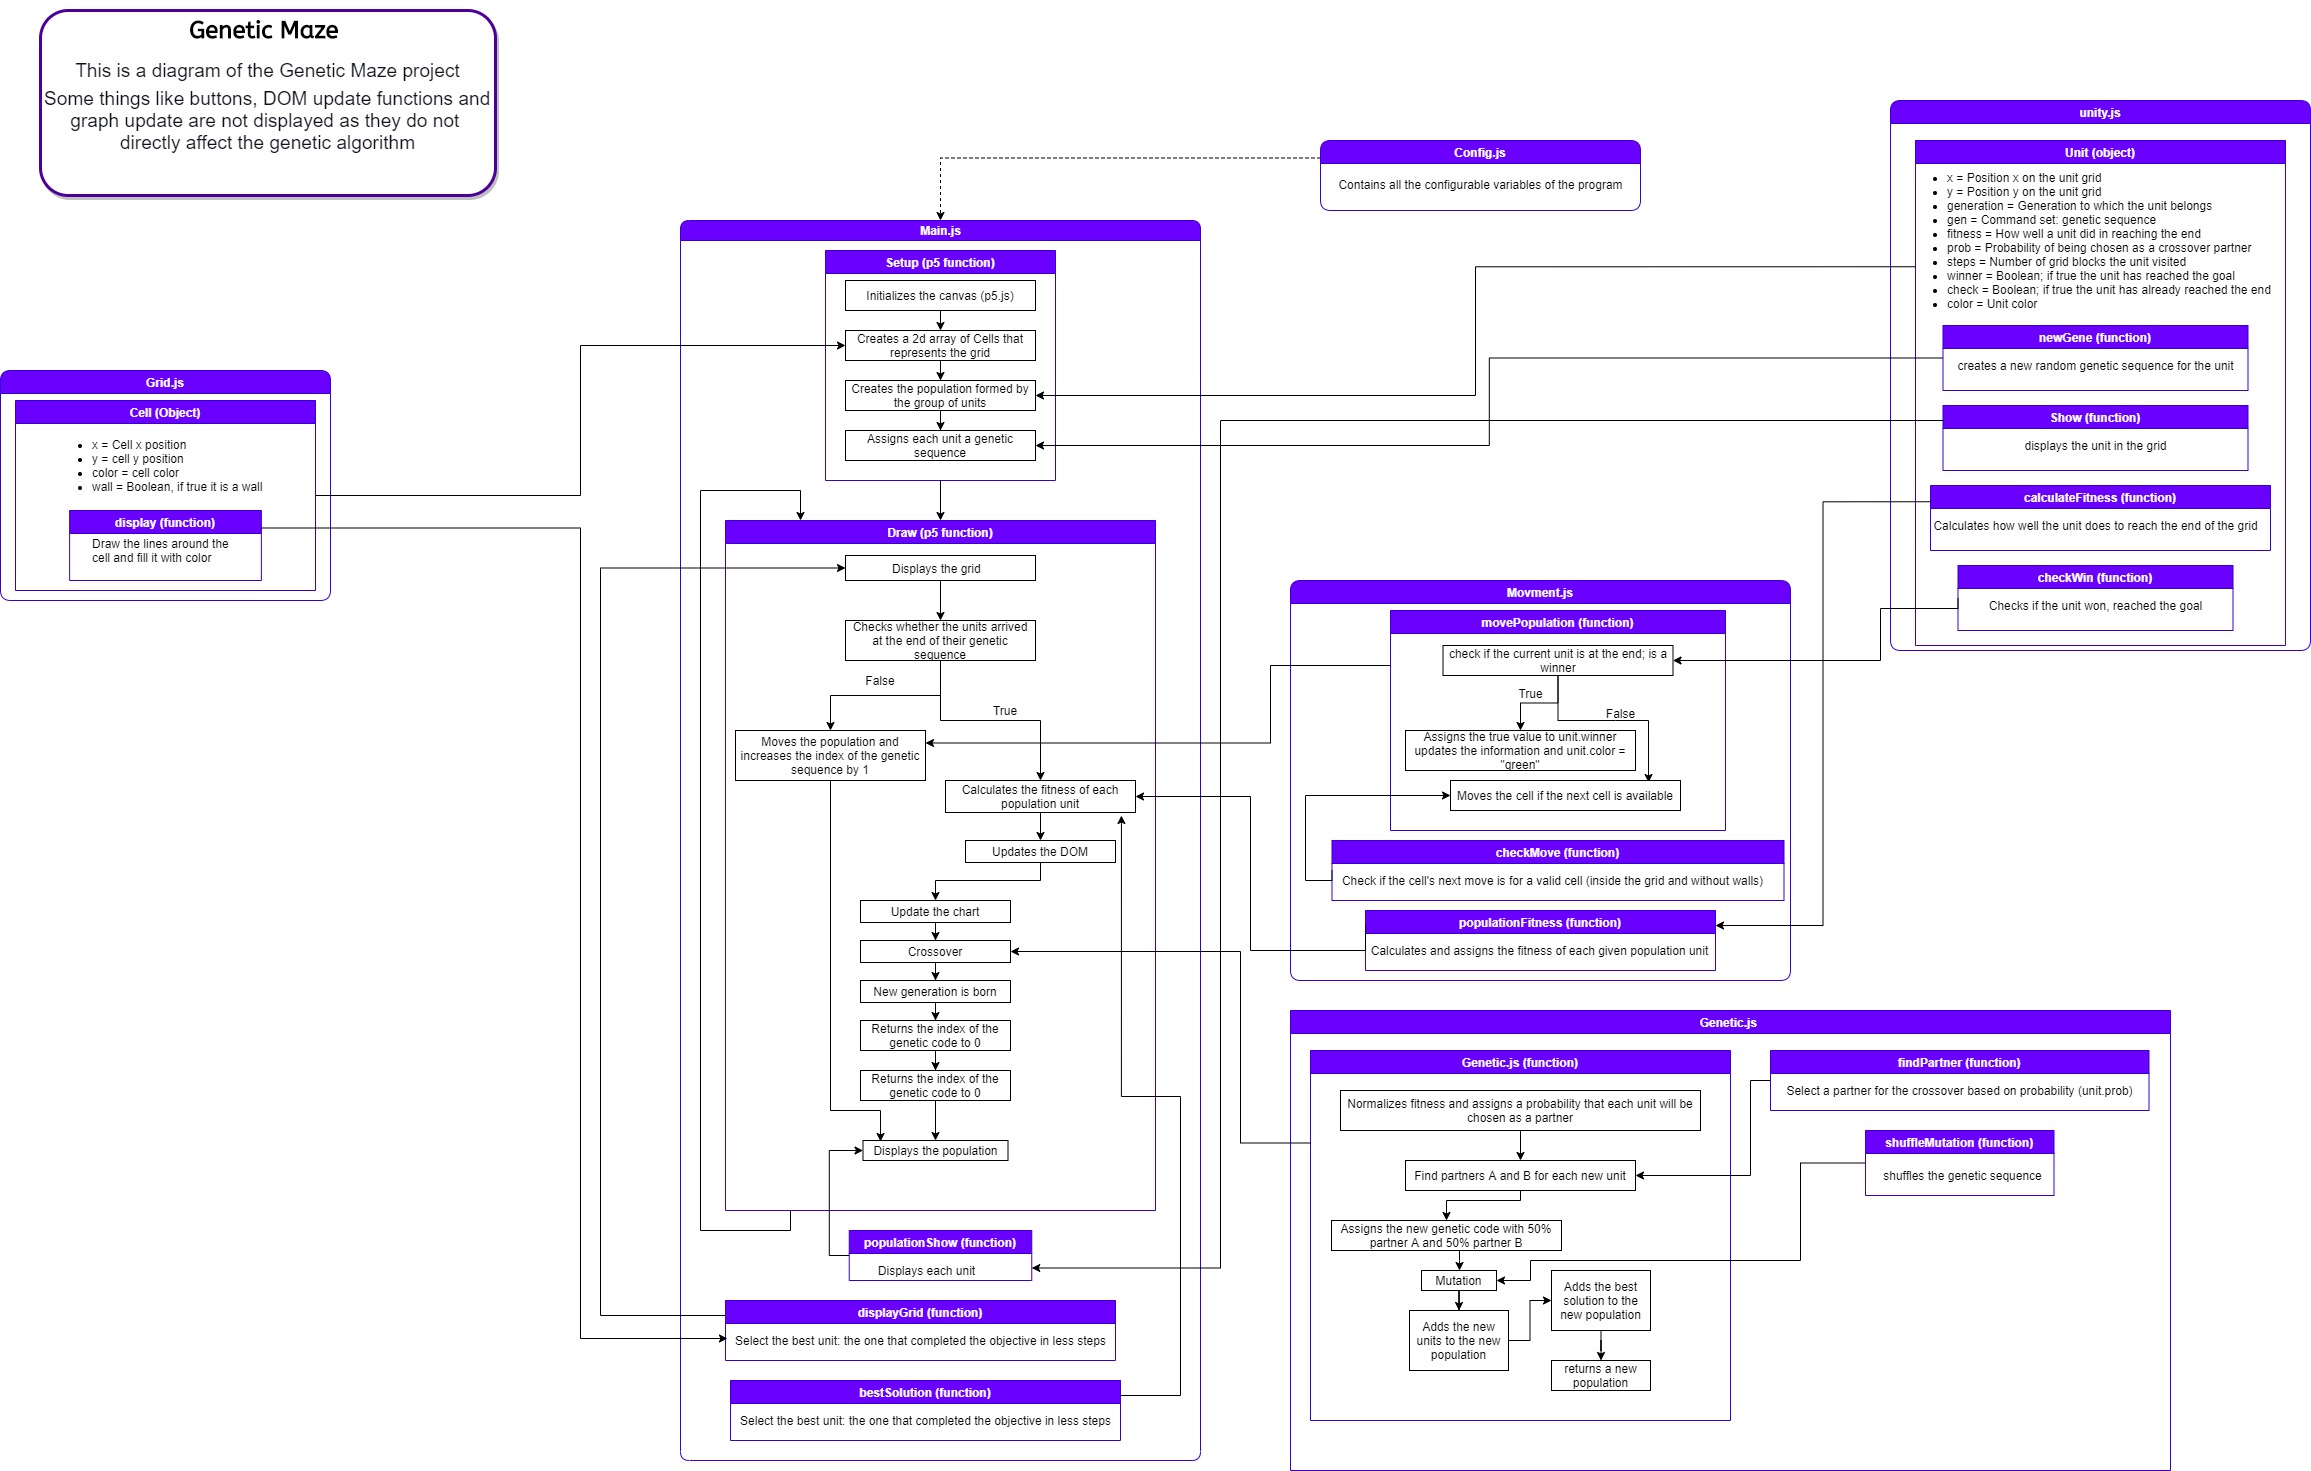 Genetic Maze
This is a diagram of the Genetic Maze project
Some things like buttons, DOM update functions and
graph update are not displayed as they do not
directly affect the genetic algorithm
Config.js
Contains all the configurable variables of the program
Grid.js
Cell (Object)
x = Cell x position
y = cell y position
color = cell color
wall = Boolean, if true it is a wall
display (function)
Draw the lines around the
cell and fill it with color
Main.js
Setup (p5 function)
Initializes the canvas (p5.js)
Creates a 2d array of Cells that
represents the grid
Creates the population formed by
the group of units
Assigns each unit a genetic
sequence
Draw (p5 function)
Displays the grid
Checks whether the units arrived
at the end of their genetic
sequence
False
True
Moves the population and
increases the index of the genetic
sequence by 1
Calculates the fitness of each
population unit
Updates the DOM
Update the chart
Crossover
New generation is born
Returns the index of the
genetic code to 0
Returns the index of the
genetic code to 0
Displays the population
populationShow (function)
Displays each unit
displayGrid (function)
Select the best unit: the one that completed the objective in less steps
bestSolution (function)
Select the best unit: the one that completed the objective in less steps
unity.js
Unit (object)
x = Position x on the unit grid
y = Position y on the unit grid
generation = Generation to which the unit belongs
gen = Command set: genetic sequence
fitness = How well a unit did in reaching the end
prob = Probability of being chosen as a crossover partner
steps = Number of grid blocks the unit visited
winner = Boolean; if true the unit has reached the goal
check = Boolean; if true the unit has already reached the end
color = Unit color
newGene (function)
creates a new random genetic sequence for the unit
Show (function)
displays the unit in the grid
calculateFitness (function)
Calculates how well the unit does to reach the end of the grid
checkWin (function)
Checks if the unit won, reached the goal
Movment.js
movePopulation (function)
check if the current unit is at the end; is a
winner
True
False
Assigns the true value to unit.winner
updates the information and unit.color =
"green"
Moves the cell if the next cell is available
checkMove (function)
Check if the cell's next move is for a valid cell (inside the grid and without walls)
populationFitness (function)
Calculates and assigns the fitness of each given population unit
Genetic.js
Genetic.js (function)
Normalizes fitness and assigns a probability that each unit will be
chosen as a partner
Find partners A and B for each new unit
Assigns the new genetic code with 50%
partner A and 50% partner B
Mutation
Adds the new
units to the new
population
Adds the best
solution to the
new population
returns a new
population
findPartner (function)
Select a partner for the crossover based on probability (unit.prob)
shuffleMutation (function)
shuffles the genetic sequence